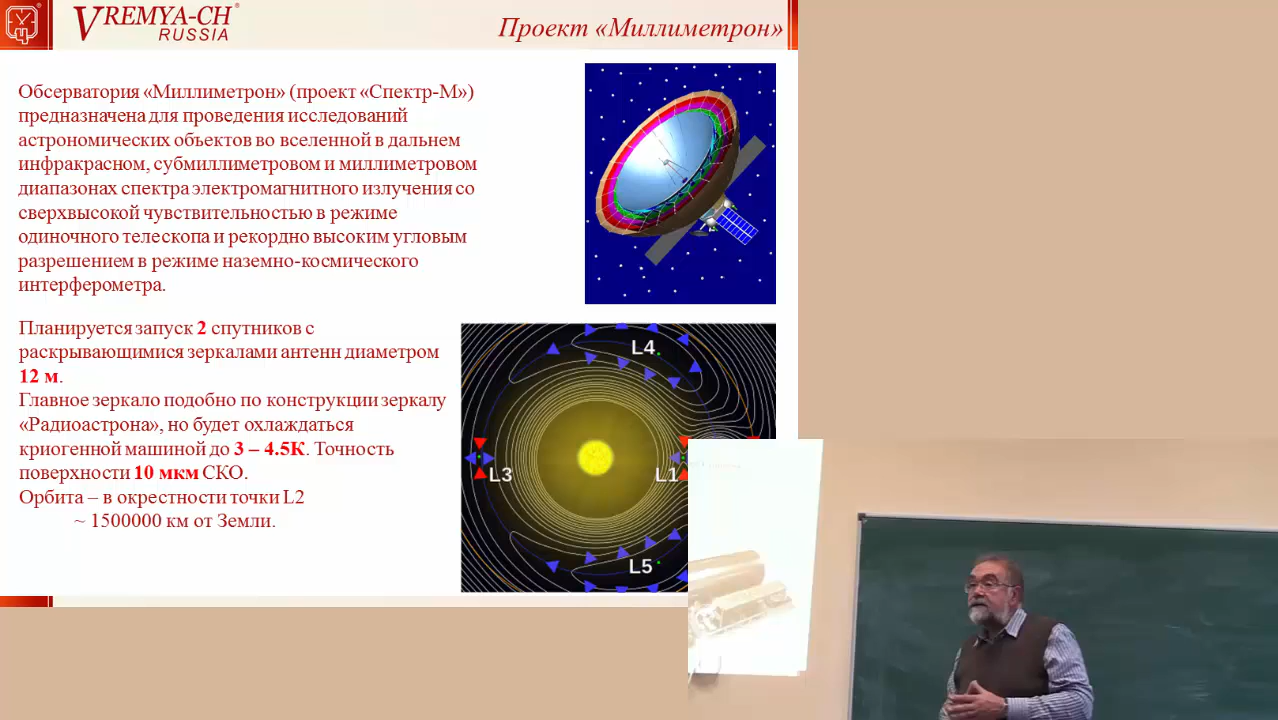 VREMYA-CH®
RUSSIA
Проект «Миллиметрон»
Обсерватория «Миллиметрон» (проект «Спектр-М»)
предназначена для проведения исследований
астрономических объектов во вселенной в дальнем
инфракрасном, субмиллиметровом и миллиметровом
диапазонах спектра электромагнитного излучения со
сверхвысокой чувствительностью в режиме
одиночного телескопа и рекордно высоким угловым
разрешением в режиме наземно-космического
интерферометра.
Планируется запуск 2 спутников с
раскрывающимися зеркалами антенн диаметром
12 м.
Главное зеркало подобно по конструкции зеркалу
«Радиоастрона», но будет охлаждаться
криогенной машиной до 3 – 4.5К. Точность
поверхности 10 мкм СКО.
Орбита – в окрестности точки L2
~ 1500000 км от Земли.
L4
L3
L1
L5